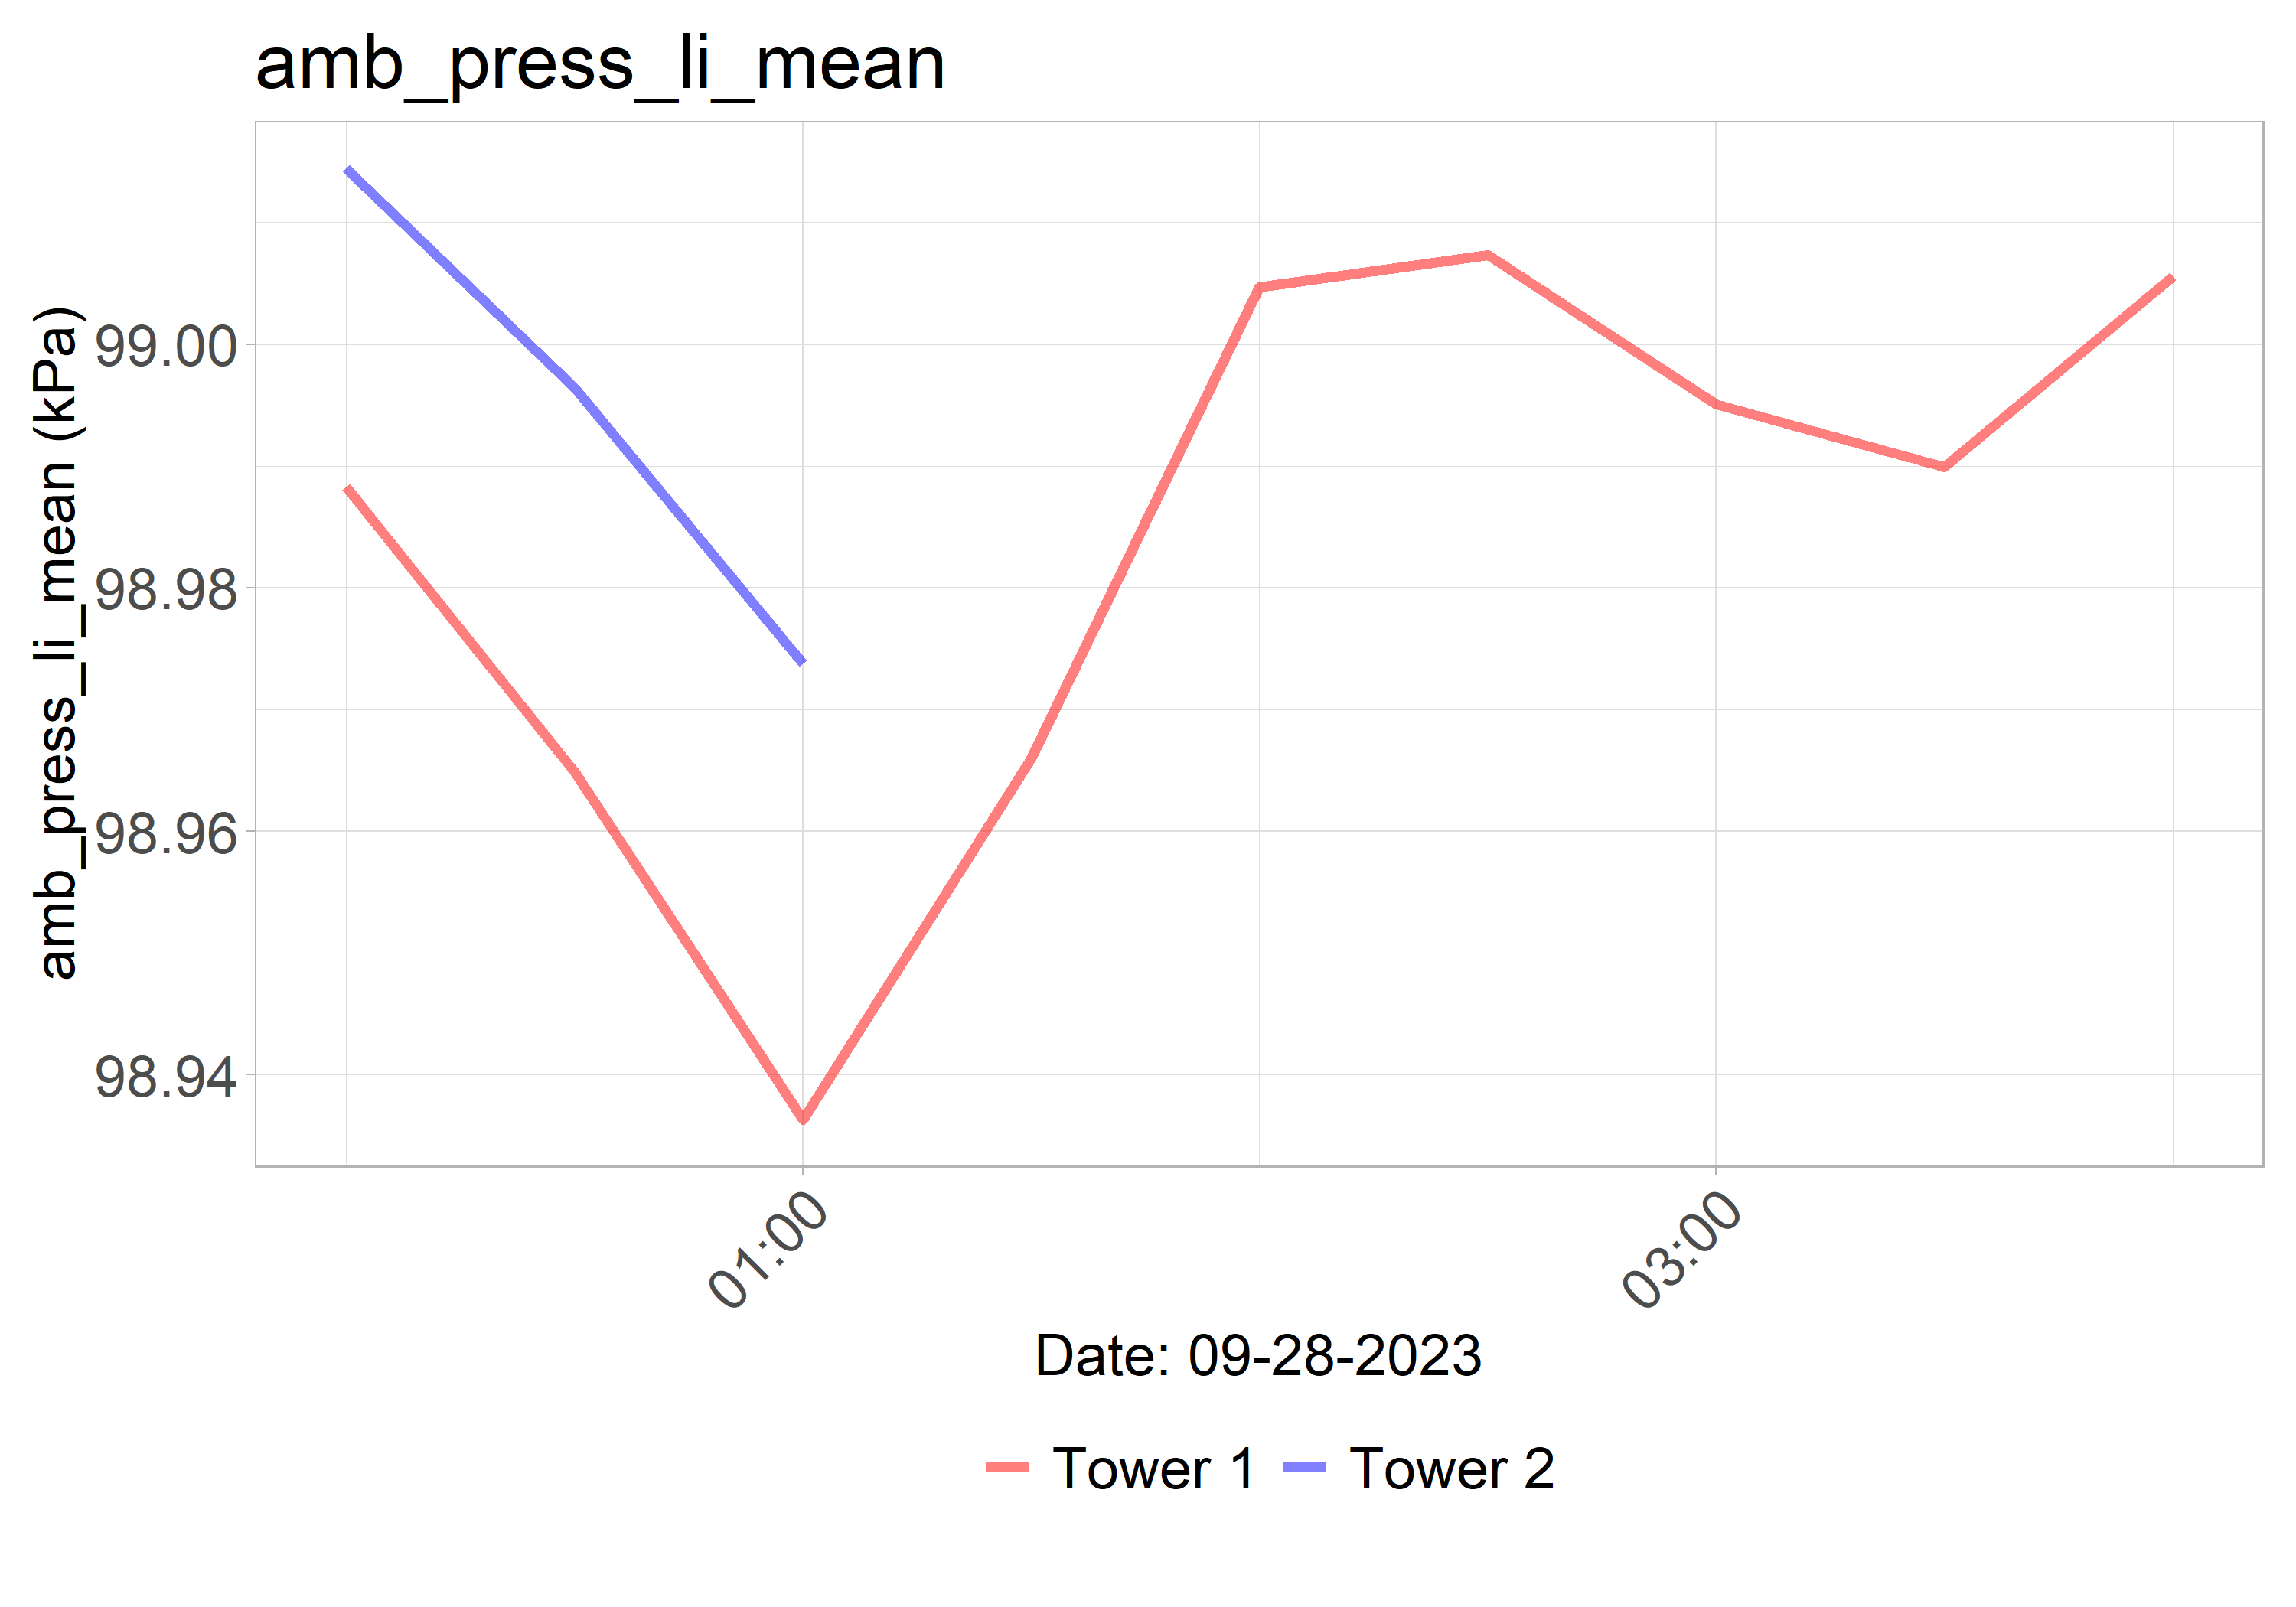 amb_press_li_mean
amb_press_li_mean (kPa)
99.00
98.98
98.96
98.94
01:00
03:00
Date: 09-28-2023
Tower 1
Tower 2